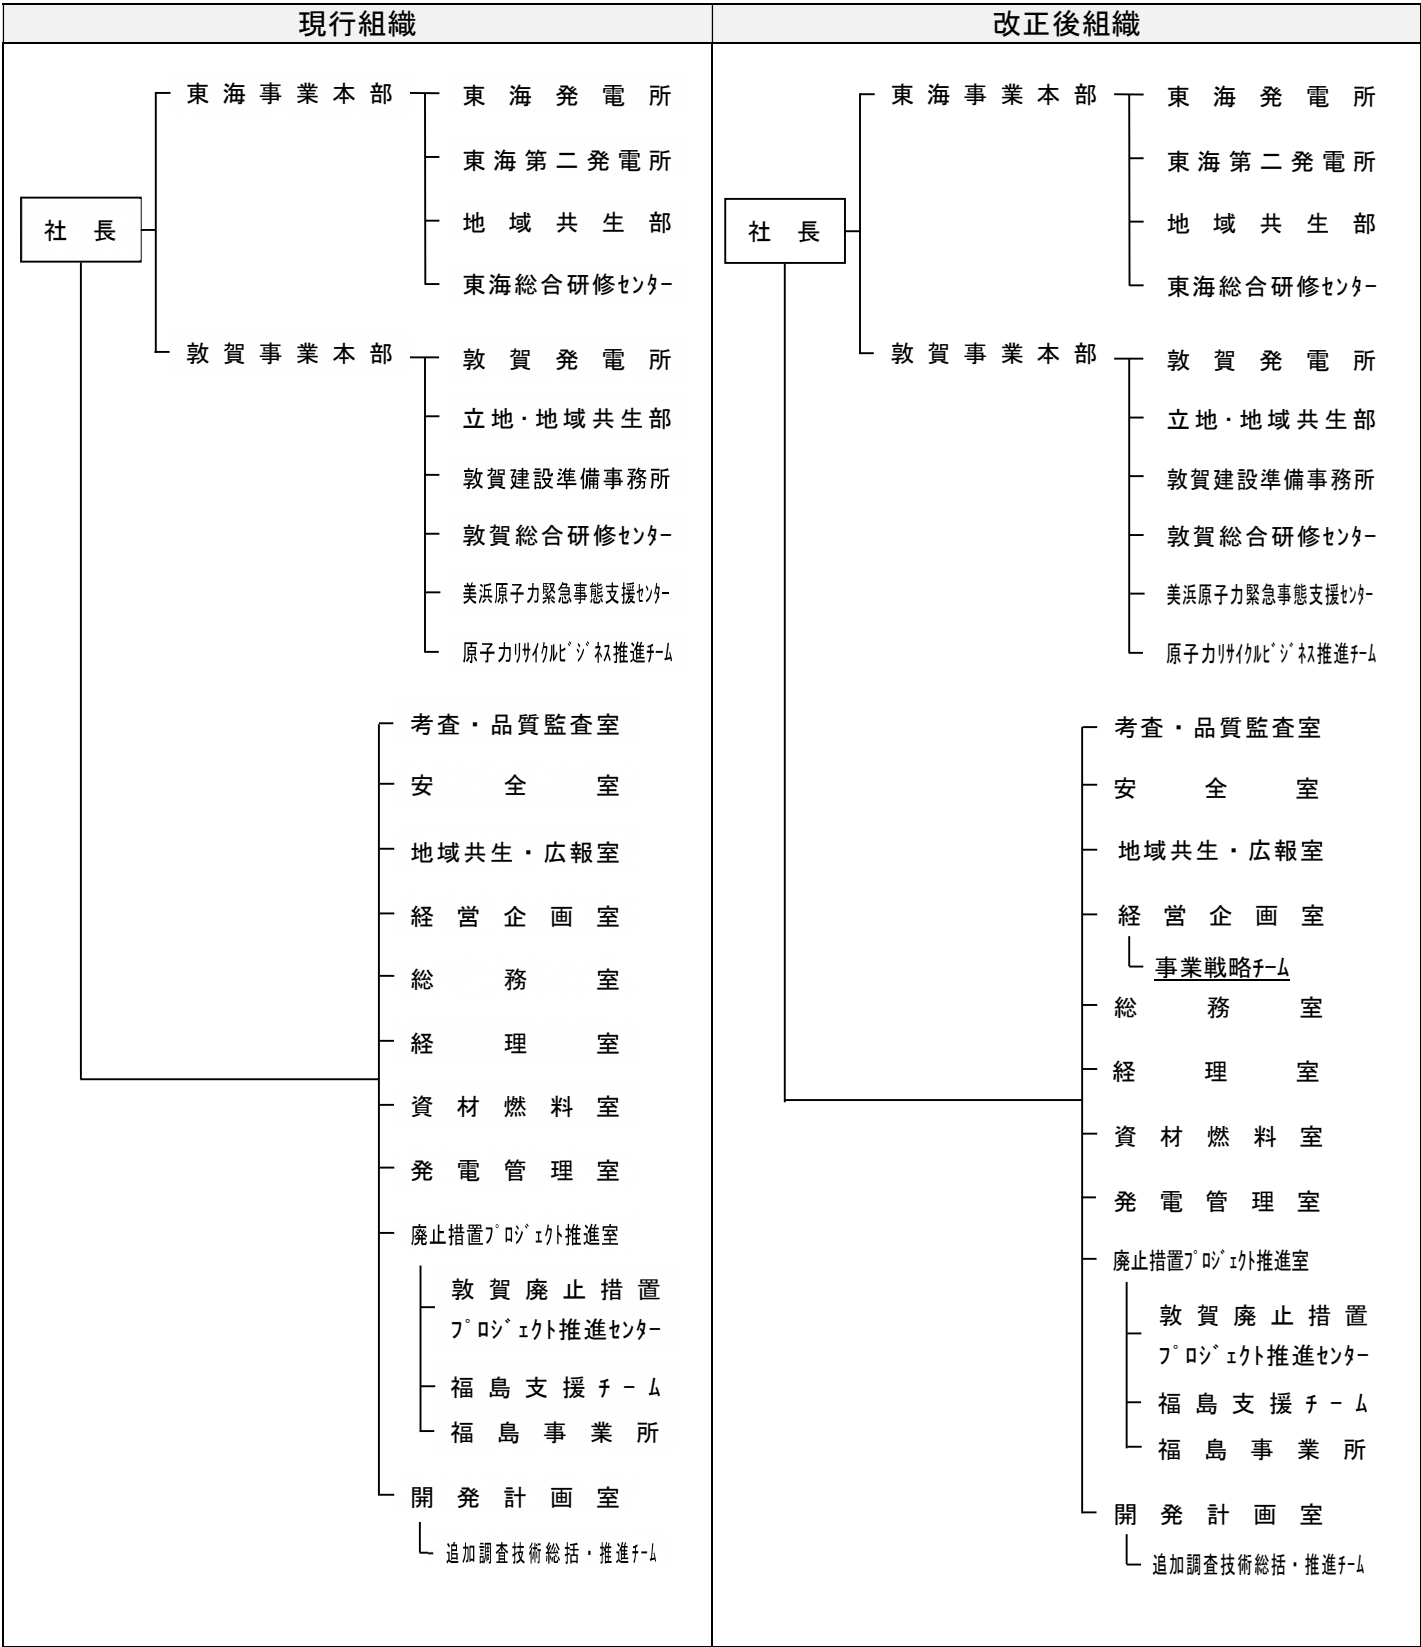 現行組織
社長
東海事業本部
東海発電所
東海第二発電所
地域共生部
東海総合研修ｾﾝﾀｰ
敦賀事業本部
敦賀発電所
立地･地域共生部
敦賀建設準備事務所
敦賀総合研修ｾﾝﾀｰ
美浜原子力緊急事態支援ｾﾝﾀｰ
原子力ﾘｻｲｸﾙﾋﾞｼﾞﾈｽ推進ﾁｰﾑ
考査・品質監査室
安全室
地域共生・広報室
経営企画室
総務室
経理室
資材燃料室
発電管理室
廃止措置ﾌﾟﾛｼﾞｪｸﾄ推進室
敦賀廃止措置
ﾌﾟﾛｼﾞｪｸﾄ推進ｾﾝﾀｰ
福島支援ﾁｰﾑ
福島事業所
開発計画室
追加調査技術総括・推進ﾁｰﾑ
改正後組織
社長
東海事業本部
東海発電所
東海第二発電所
地域共生部
東海総合研修ｾﾝﾀｰ
敦賀事業本部
敦賀発電所
立地･地域共生部
敦賀建設準備事務所
敦賀総合研修ｾﾝﾀｰ
美浜原子力緊急事態支援ｾﾝﾀｰ
原子力ﾘｻｲｸﾙﾋﾞｼﾞﾈｽ推進ﾁｰﾑ
考査・品質監査室
安全室
地域共生・広報室
経営企画室
事業戦略ﾁｰﾑ
総務室
経理室
資材燃料室
発電管理室
廃止措置ﾌﾟﾛｼﾞｪｸﾄ推進室
敦賀廃止措置
ﾌﾟﾛｼﾞｪｸﾄ推進ｾﾝﾀｰ
福島支援ﾁｰﾑ
福島事業所
開発計画室
追加調査技術総括・推進ﾁｰﾑ